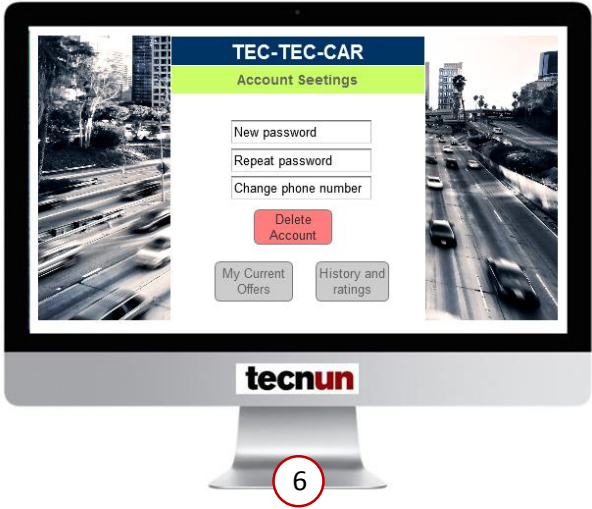 TEC-TEC-CAR
Account Seetings
New password
Repeat password
Change phone number
Delete
Account
My Current
Offers
History and
ratings
tecnun
6